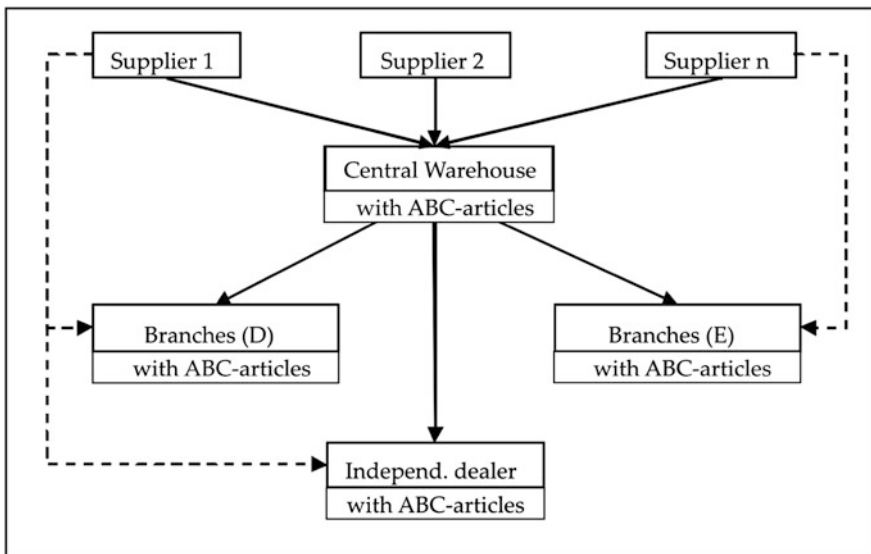 Supplier 1
Supplier 2
Supplier n
Central Warehouse
with ABC-articles
Branches (D)
with ABC-articles
Branches (E)
with ABC-articles
Independ. dealer
with ABC-articles